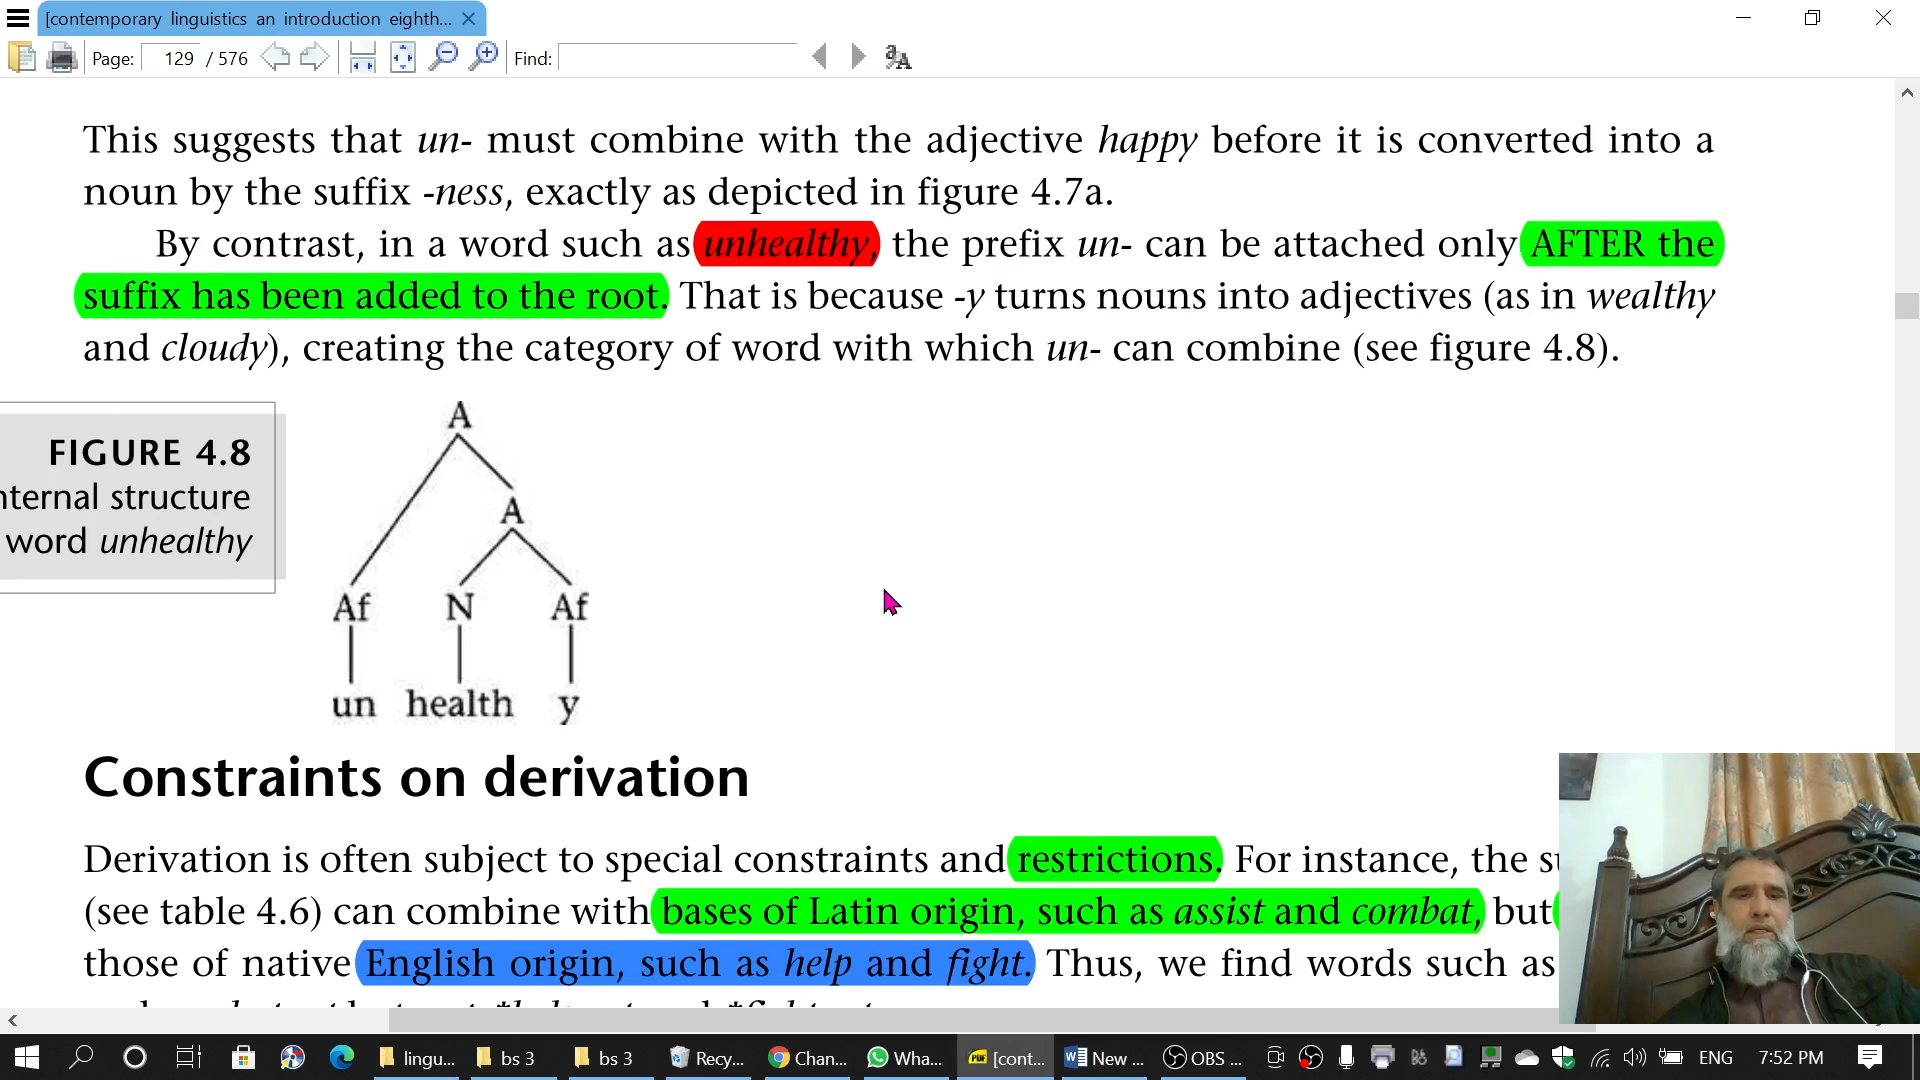 [contemporary linguistics an introduction eighth...
Page: 129 / 576 Find:
This suggests that un- must combine with the adjective happy before it is converted into a
noun by the suffix -ness, exactly as depicted in figure 4.7a.
By contrast, in a word such as unhealthy, the prefix un- can be attached only AFTER the
suffix has been added to the root. That is because -y turns nouns into adjectives (as in wealthy
and cloudy), creating the category of word with which un- can combine (see figure 4.8).
FIGURE 4.8
nternal structure
word unhealthy
A
A
Af N Af
un health y
Constraints on derivation
Derivation is often subject to special constraints and restrictions. For instance, the
(see table 4.6) can combine with bases of Latin origin, such as assist and combat, but
those of native English origin, such as help and fight. Thus, we find words such as
lingu... bs 3 bs 3 Recy... Chan... Wha... [cont... New ... OBS ... ENG 7:52 PM